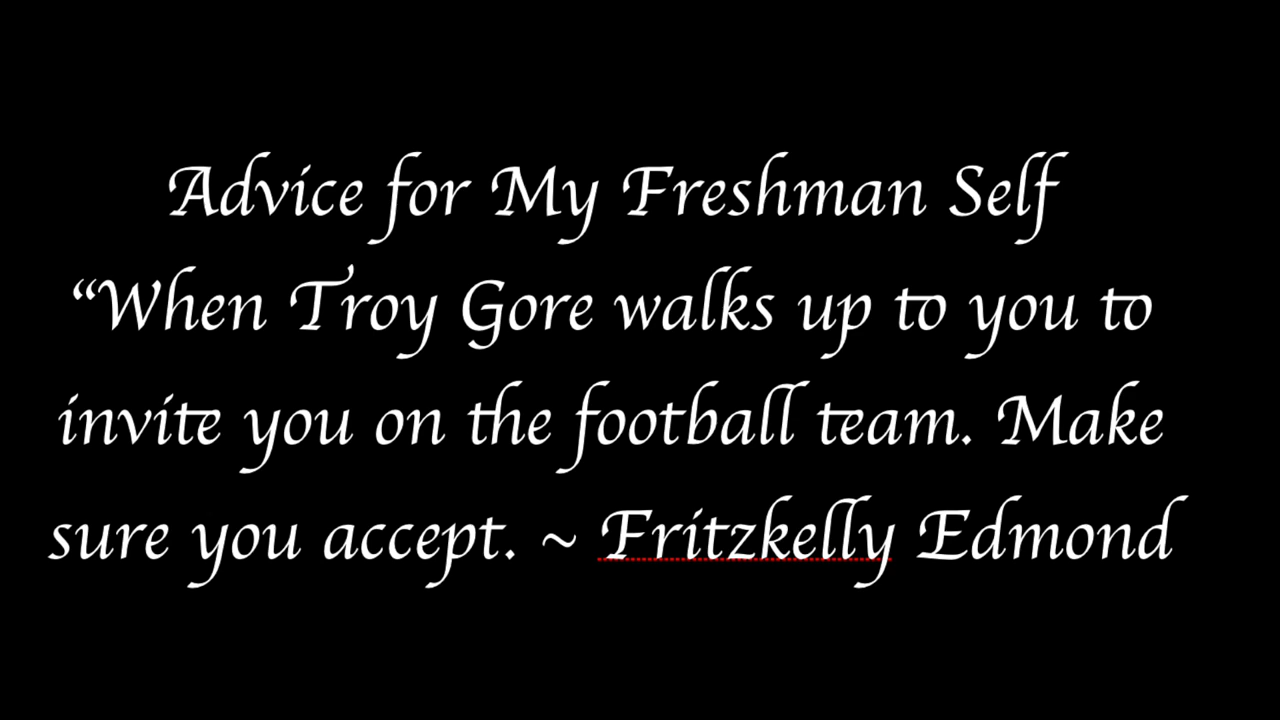 Advice for My Freshman Self
“When Troy Gore walks up to you to
invite you on the football team. Make
sure you accept. ~ Fritzkelly Edmond